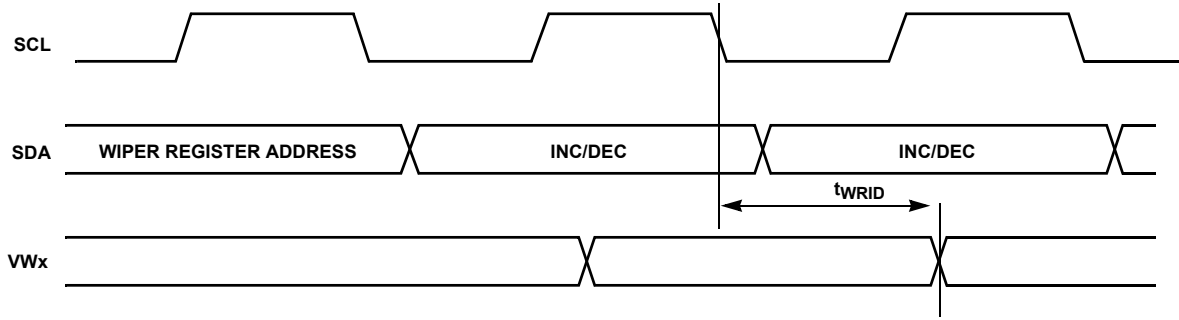 SCL
SDA WIPER REGISTER ADDRESS INC/DEC INC/DEC
tWRID
VWx